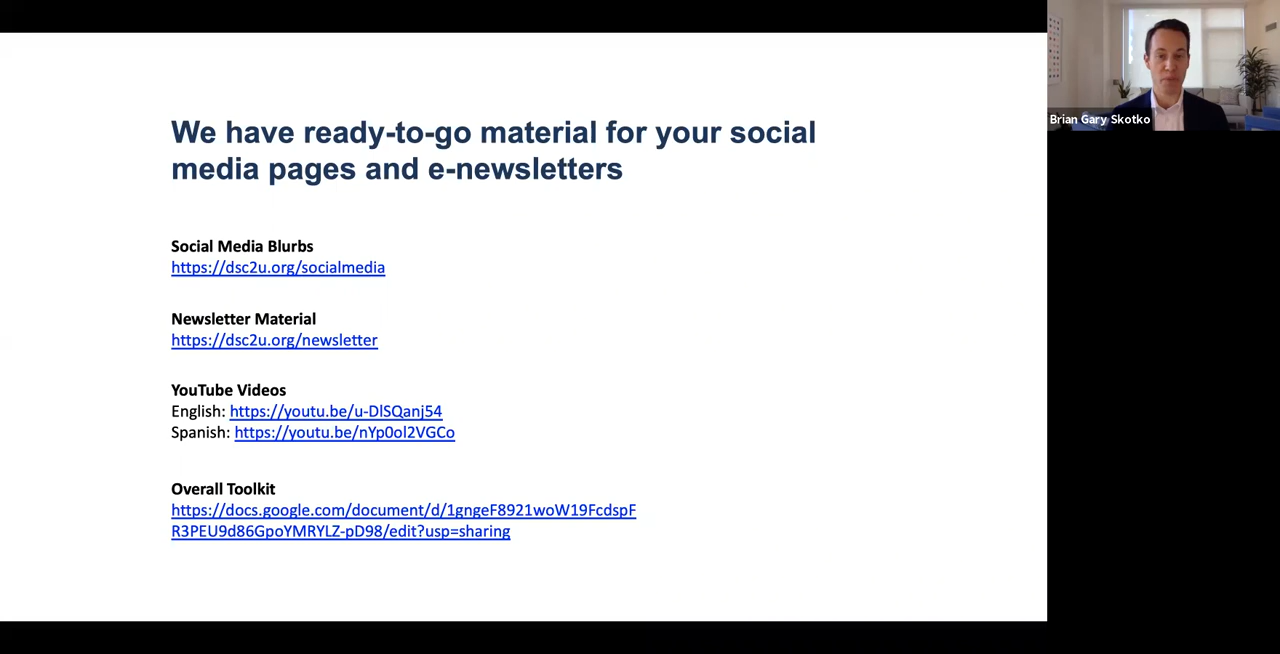 We have ready-to-go material for your social
media pages and e-newsletters
Social Media Blurbs
https://dsc2u.org/socialmedia
Newsletter Material
https://dsc2u.org/newsletter
YouTube Videos
English: https://youtu.be/u-DlSQanj54
Spanish: https://youtu.be/nYp0ol2VGCo
Overall Toolkit
https://docs.google.com/document/d/1gngeF8921woW19FcdspF
R3PEU9d86GpoYMRYLZ-pD98/edit?usp=sharing
Brian Gary Skotko